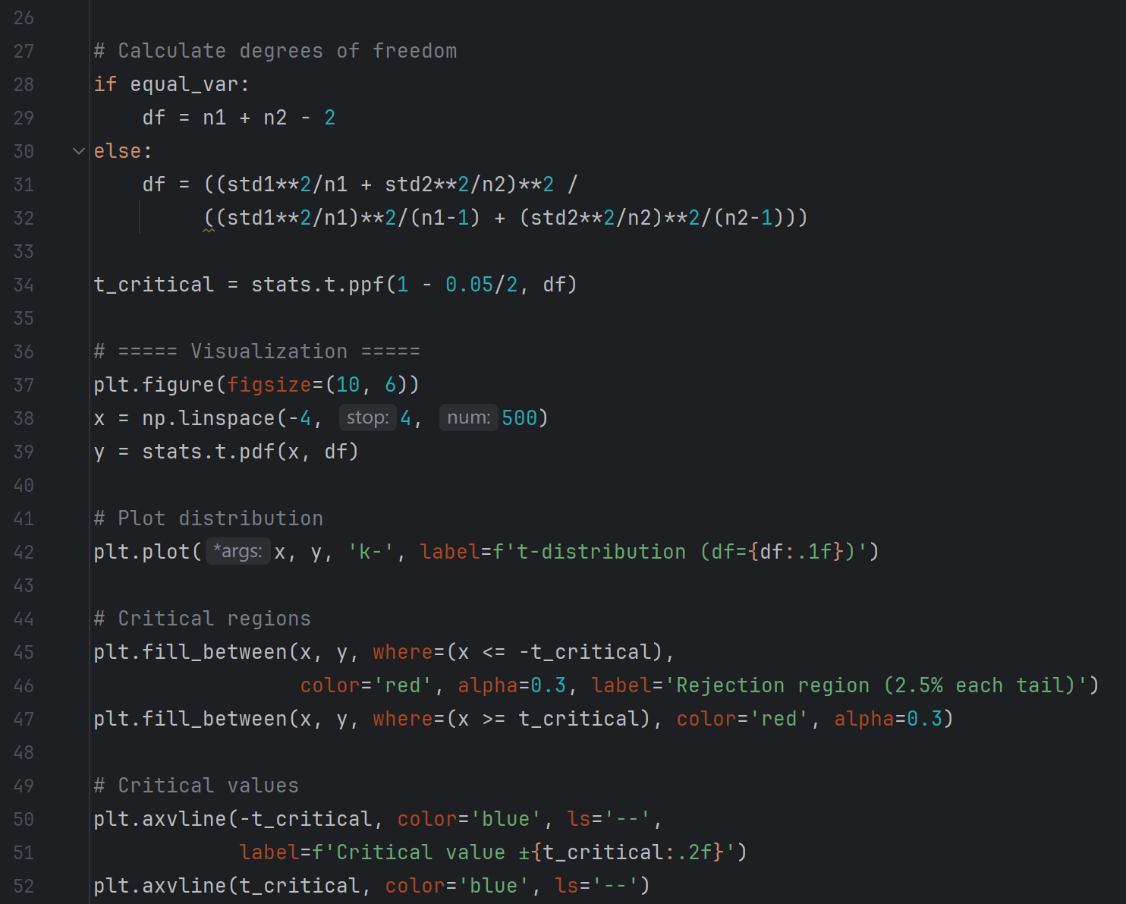 26
27 # Calculate degrees of freedom
28 if equal_var:
29     df = n1 + n2 - 2
30 else:
31     df = ((std1**2/n1 + std2**2/n2)**2 /
32          ((std1**2/n1)**2/(n1-1) + (std2**2/n2)**2/(n2-1)))
33
34 t_critical = stats.t.ppf(1 - 0.05/2, df)
35
36 # ===== Visualization =====
37 plt.figure(figsize=(10, 6))
38 x = np.linspace(-4, stop: 4, num: 500)
39 y = stats.t.pdf(x, df)
40
41 # Plot distribution
42 plt.plot( *args: x, y, 'k-', label=f't-distribution (df={df:.1f})')
43
44 # Critical regions
45 plt.fill_between(x, y, where=(x <= -t_critical),
46                  color='red', alpha=0.3, label='Rejection region (2.5% each tail)')
47 plt.fill_between(x, y, where=(x >= t_critical), color='red', alpha=0.3)
48
49 # Critical values
50 plt.axvline(-t_critical, color='blue', ls='--',
51             label=f'Critical value ±{t_critical:.2f}')
52 plt.axvline(t_critical, color='blue', ls='--')